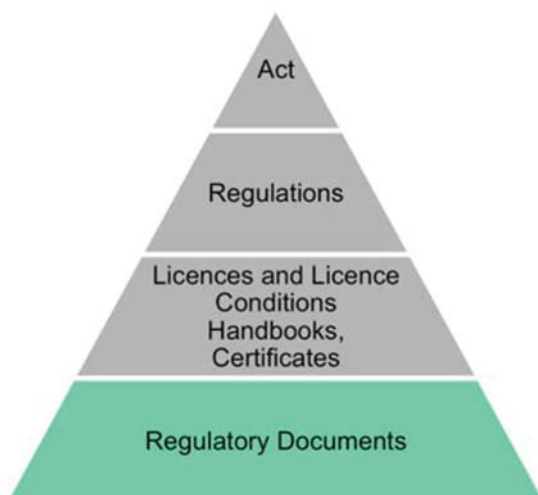 Act
Regulations
Licences and Licence
Conditions
Handbooks,
Certificates
Regulatory Documents